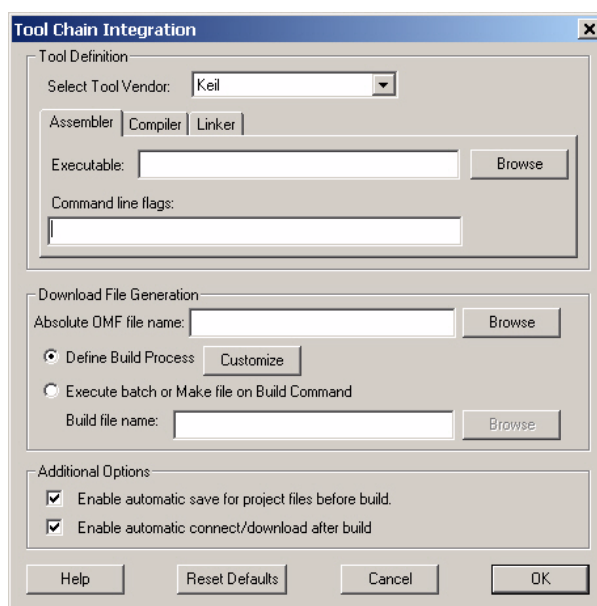 Tool Chain Integration
Tool Definition
Select Tool Vendor: Keil
Assembler Compiler Linker
Executable: Browse
Command line flags:
Download File Generation
Absolute OMF file name: Browse
Define Build Process Customize
Execute batch or Make file on Build Command
Build file name: Browse
Additional Options
Enable automatic save for project files before build.
Enable automatic connect/download after build
Help Reset Defaults Cancel OK